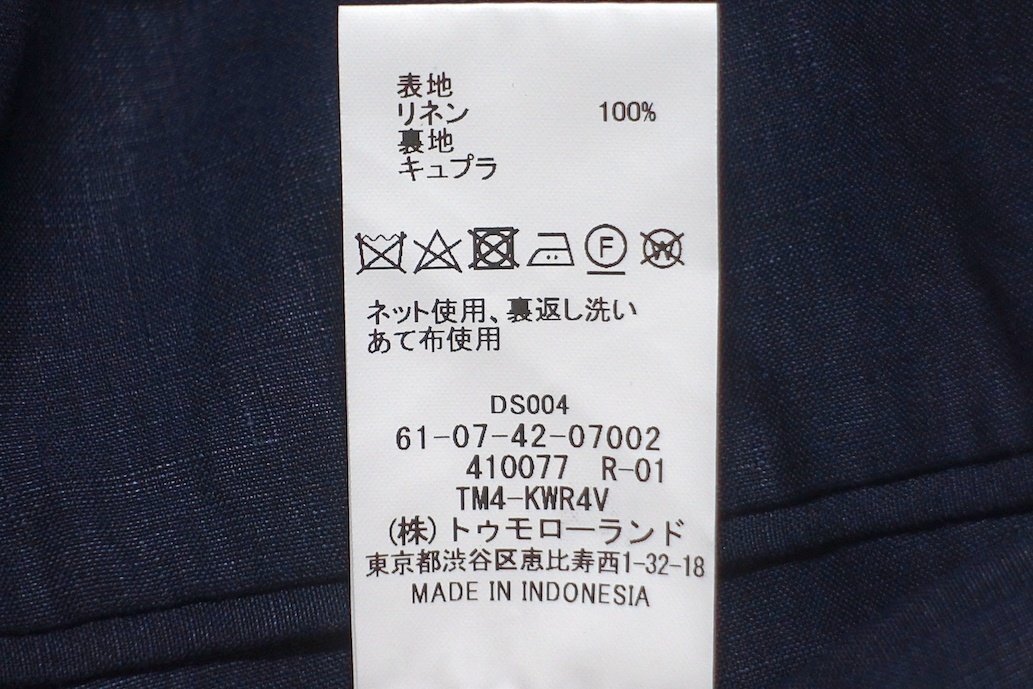 表地
リネン 100%
裏地
キュプラ
F W
ネット使用、裏返し洗い
あて布使用
DS004
61-07-42-07002
410077 R-01
TM4-KWR4V
(株)トゥモローランド
東京都渋谷区恵比寿西1-32-18
MADE IN INDONESIA